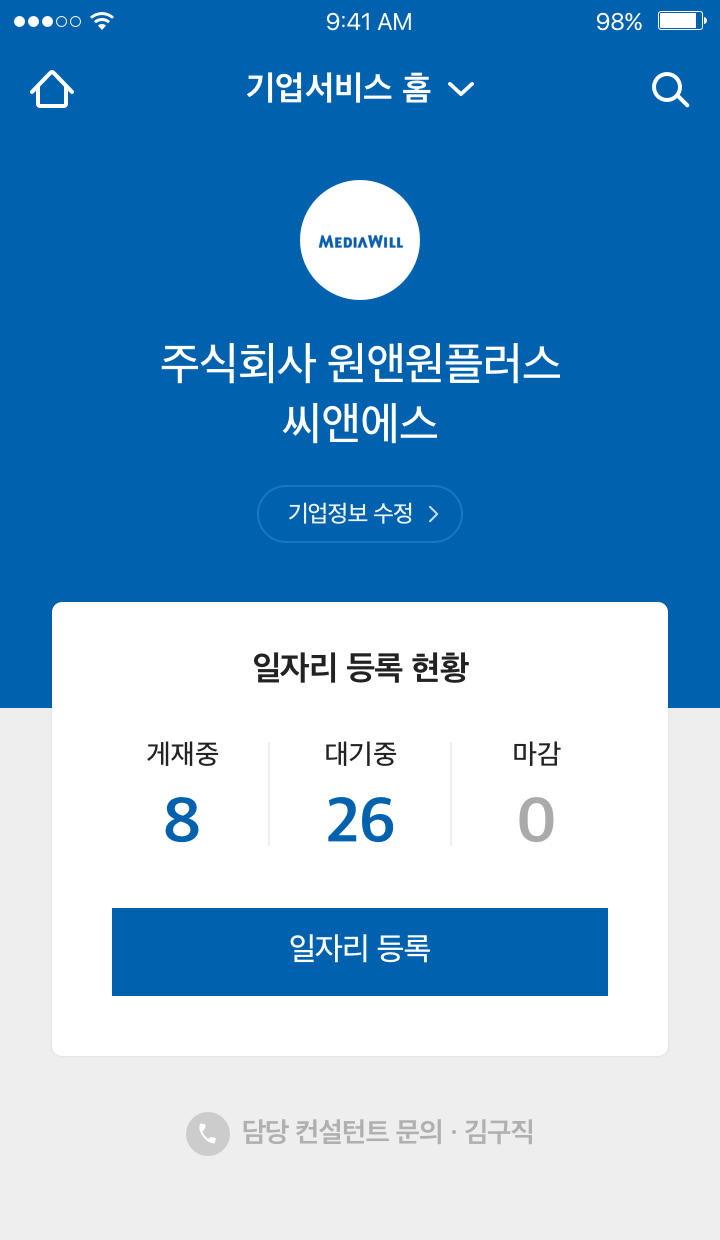 9:41 AM
98%
기업서비스 홈
MEDIAWILL
주식회사 원앤원플러스
씨앤에스
기업정보 수정
일자리 등록 현황
게재중 대기중 마감
8 26 0
일자리 등록
담당 컨설턴트 문의 · 김구직